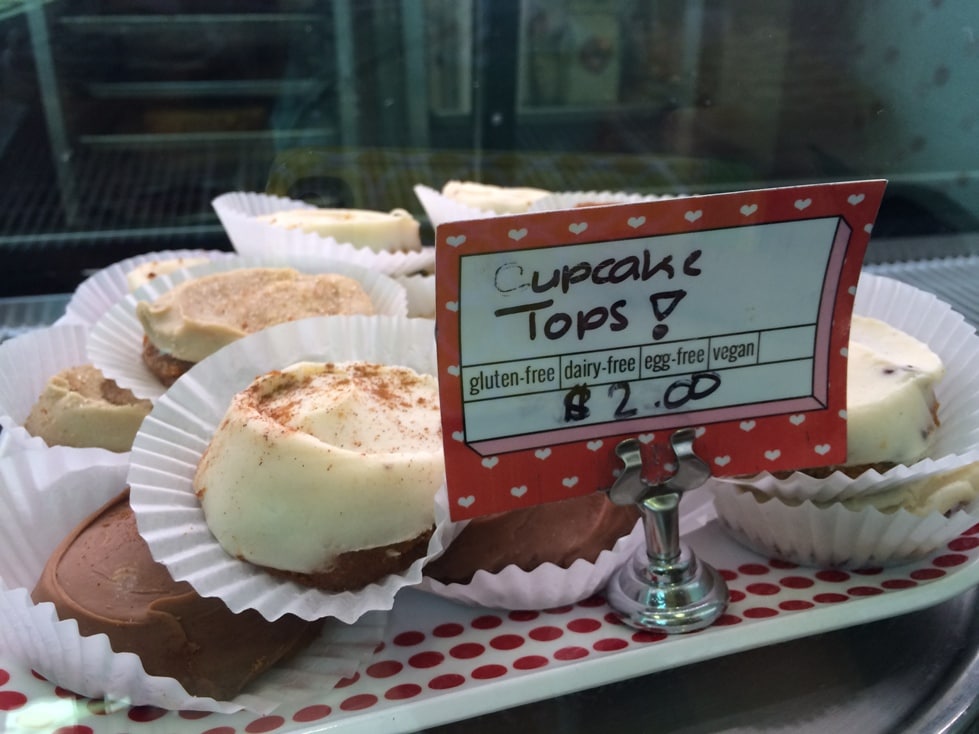 Cupcake
Tops!
gluten-free dairy-free egg-free vegan
$2.00